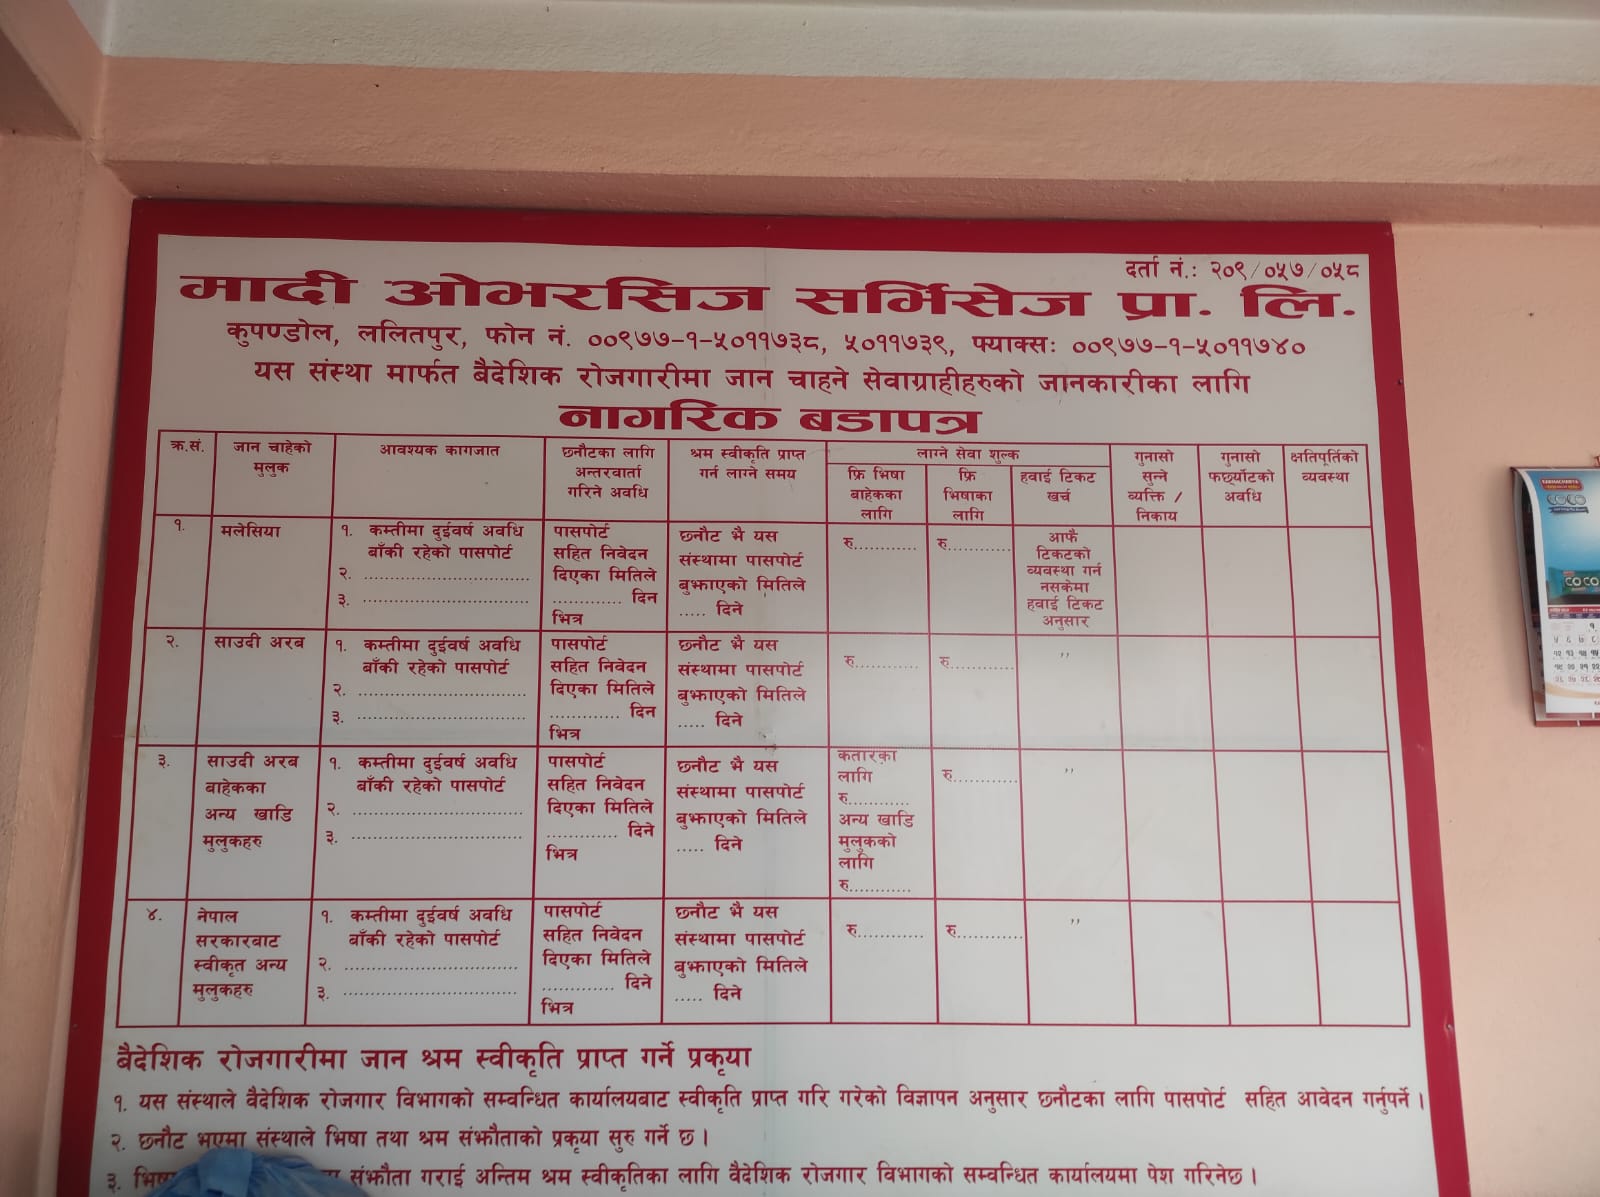 दर्ता नं.: २०९/०५७/०५८
मादी ओभरसिज सर्भिसेज प्रा. लि.
कुपण्डोल, ललितपुर, फोन नं. ००९७७-१-५०११७३८, ५०११७३९, फ्याक्स: ००९७७-१-५०११७४०
यस संस्था मार्फत बैदेशिक रोजगारीमा जान चाहने सेवाग्राहीहरुको जानकारीका लागि
नागरिक बडापत्र
क्र.सं.
जान चाहेको
मुलुक
आवश्यक कागजात
छनौटका लागि
अन्तरवार्ता
गरिने अवधि
श्रम स्वीकृति प्राप्त
गर्न लाग्ने समय
लाग्ने सेवा शुल्क
फ्रि भिषा
बाहेकका
लागि
फ्रि
भिषाका
लागि
हवाई टिकट
खर्च
गुनासो
सुन्ने
व्यक्ति /
निकाय
गुनासो
फर्छ्यौटको
अवधि
क्षतिपूर्तिको
व्यवस्था
१.
मलेसिया
१. कम्तीमा दुईवर्ष अवधि
बाँकी रहेको पासपोर्ट
२. ................................
३. ................................
पासपोर्ट
सहित निवेदन
दिएका मितिले
............. दिन
भित्र
छनौट भै यस
संस्थामा पासपोर्ट
बुझाएको मितिले
..... दिने
रु............
रु............
आफै
टिकटको
व्यवस्था गर्न
नसकेमा
हवाई टिकट
अनुसार
२.
साउदी अरब
१. कम्तीमा दुईवर्ष अवधि
बाँकी रहेको पासपोर्ट
२. ................................
३. ................................
पासपोर्ट
सहित निवेदन
दिएका मितिले
............. दिन
भित्र
छनौट भै यस
संस्थामा पासपोर्ट
बुझाएको मितिले
..... दिने
रु............
रु............
,,
३.
साउदी अरब
बाहेकका
अन्य खाडि
मुलुकहरु
१. कम्तीमा दुईवर्ष अवधि
बाँकी रहेको पासपोर्ट
२. ................................
३. ................................
पासपोर्ट
सहित निवेदन
दिएका मितिले
............. दिने
भित्र
छनौट भै यस
संस्थामा पासपोर्ट
बुझाएको मितिले
..... दिने
कतारका
लागि
रु............
अन्य खाडि
मुलुकको
लागि
रु............
रु............
,,
४.
नेपाल
सरकारबाट
स्वीकृत अन्य
मुलुकहरु
१. कम्तीमा दुईवर्ष अवधि
बाँकी रहेको पासपोर्ट
२. ................................
३. ................................
पासपोर्ट
सहित निवेदन
दिएका मितिले
............. दिने
भित्र
छनौट भै यस
संस्थामा पासपोर्ट
बुझाएको मितिले
..... दिने
रु............
रु............
,,
बैदेशिक रोजगारीमा जान श्रम स्वीकृति प्राप्त गर्ने प्रकृया
१. यस संस्थाले वैदेशिक रोजगार विभागको सम्वन्धित कार्यालयबाट स्वीकृति प्राप्त गरि गरेको विज्ञापन अनुसार छनौटका लागि पासपोर्ट सहित आवेदन गर्नुपर्ने ।
२. छनौट भएमा संस्थाले भिषा तथा श्रम संझौताको प्रकृया सुरु गर्ने छ ।
३. संझौता गराई अन्तिम श्रम स्वीकृतिका लागि वैदेशिक रोजगार विभागको सम्वन्धित कार्यालयमा पेश गरिनेछ ।
COCO
COCO